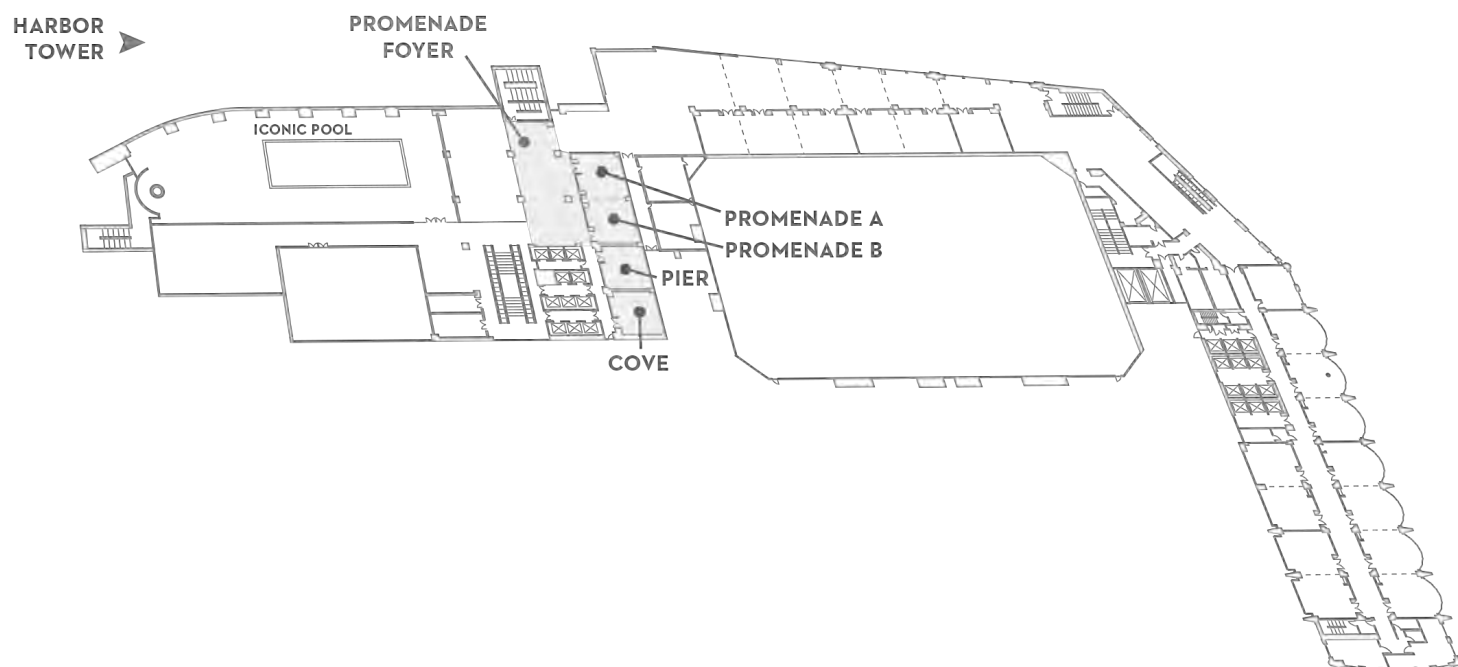 HARBOR
TOWER
PROMENADE
FOYER
ICONIC POOL
PROMENADE A
PROMENADE B
PIER
COVE